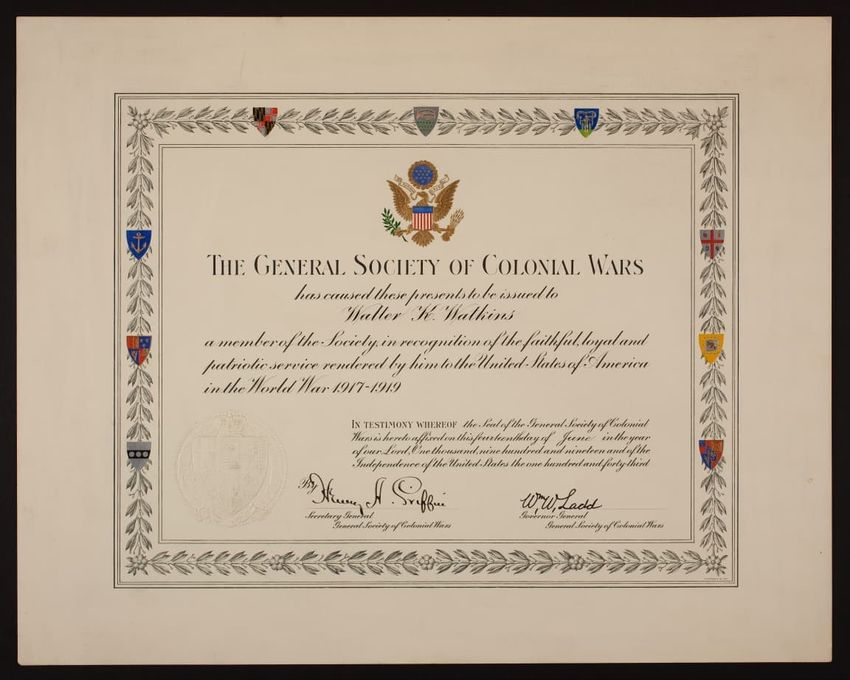 THE GENERAL SOCIETY OF COLONIAL WARS
has caused these presents to be issued to
Walter K. Watkins
a member of the Society, in recognition of the faithful, loyal and
patriotic service rendered by him to the United States of America
in the World War 1917-1919
IN TESTIMONY WHEREOF the Seal of the General Society of Colonial
Wars is hereto affixed on this fourteenth day of June in the year
of our Lord, One thousand, nine hundred and nineteen and of the
Independence of the United States the one hundred and forty-third
By Henry A. Griffin
Secretary General
General Society of Colonial Wars
Wm W. Ladd
Governor General
General Society of Colonial Wars